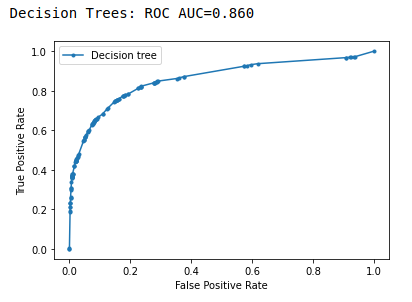 Decision Trees: ROC AUC=0.860
Decision tree
1.0
0.8
0.6
0.4
0.2
0.0
True Positive Rate
0.0 0.2 0.4 0.6 0.8 1.0
False Positive Rate